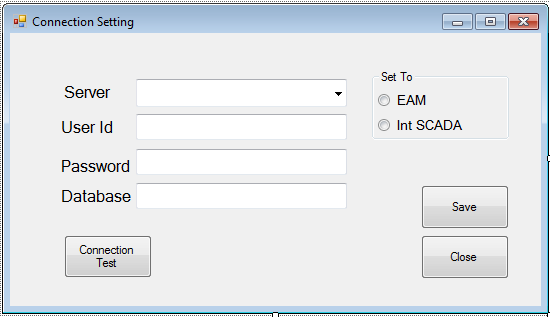 Connection Setting
Server
Set To
EAM
User Id
Int SCADA
Password
Database
Save
Connection
Test
Close